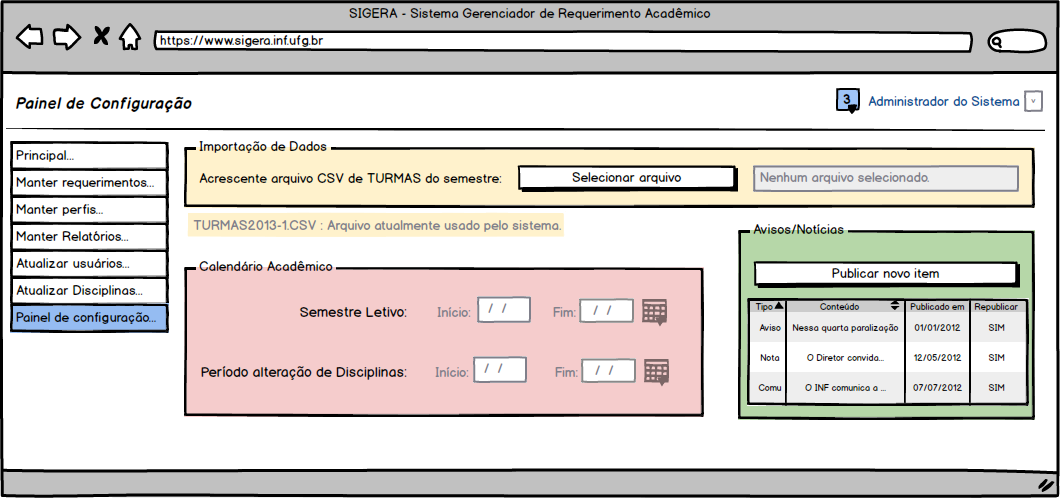 SIGERA - Sistema Gerenciador de Requerimento Acadêmico
https://www.sigera.inf.ufg.br
Painel de Configuração
3 Administrador do Sistema v
Principal...
Manter requerimentos...
Manter perfis...
Manter Relatórios...
Atualizar usuários...
Atualizar Disciplinas...
Painel de configuração...
Importação de Dados
Acrescente arquivo CSV de TURMAS do semestre: Selecionar arquivo Nenhum arquivo selecionado.
TURMAS2013-1.CSV : Arquivo atualmente usado pelo sistema.
Calendário Acadêmico
Semestre Letivo: Início: / / Fim: / /
Período alteração de Disciplinas: Início: / / Fim: / /
Avisos/Notícias
Publicar novo item
Tipo Conteúdo Publicado em Republicar
Aviso Nessa quarta paralização 01/01/2012 SIM
Nota O Diretor convida... 12/05/2012 SIM
Comu O INF comunica a ... 07/07/2012 SIM